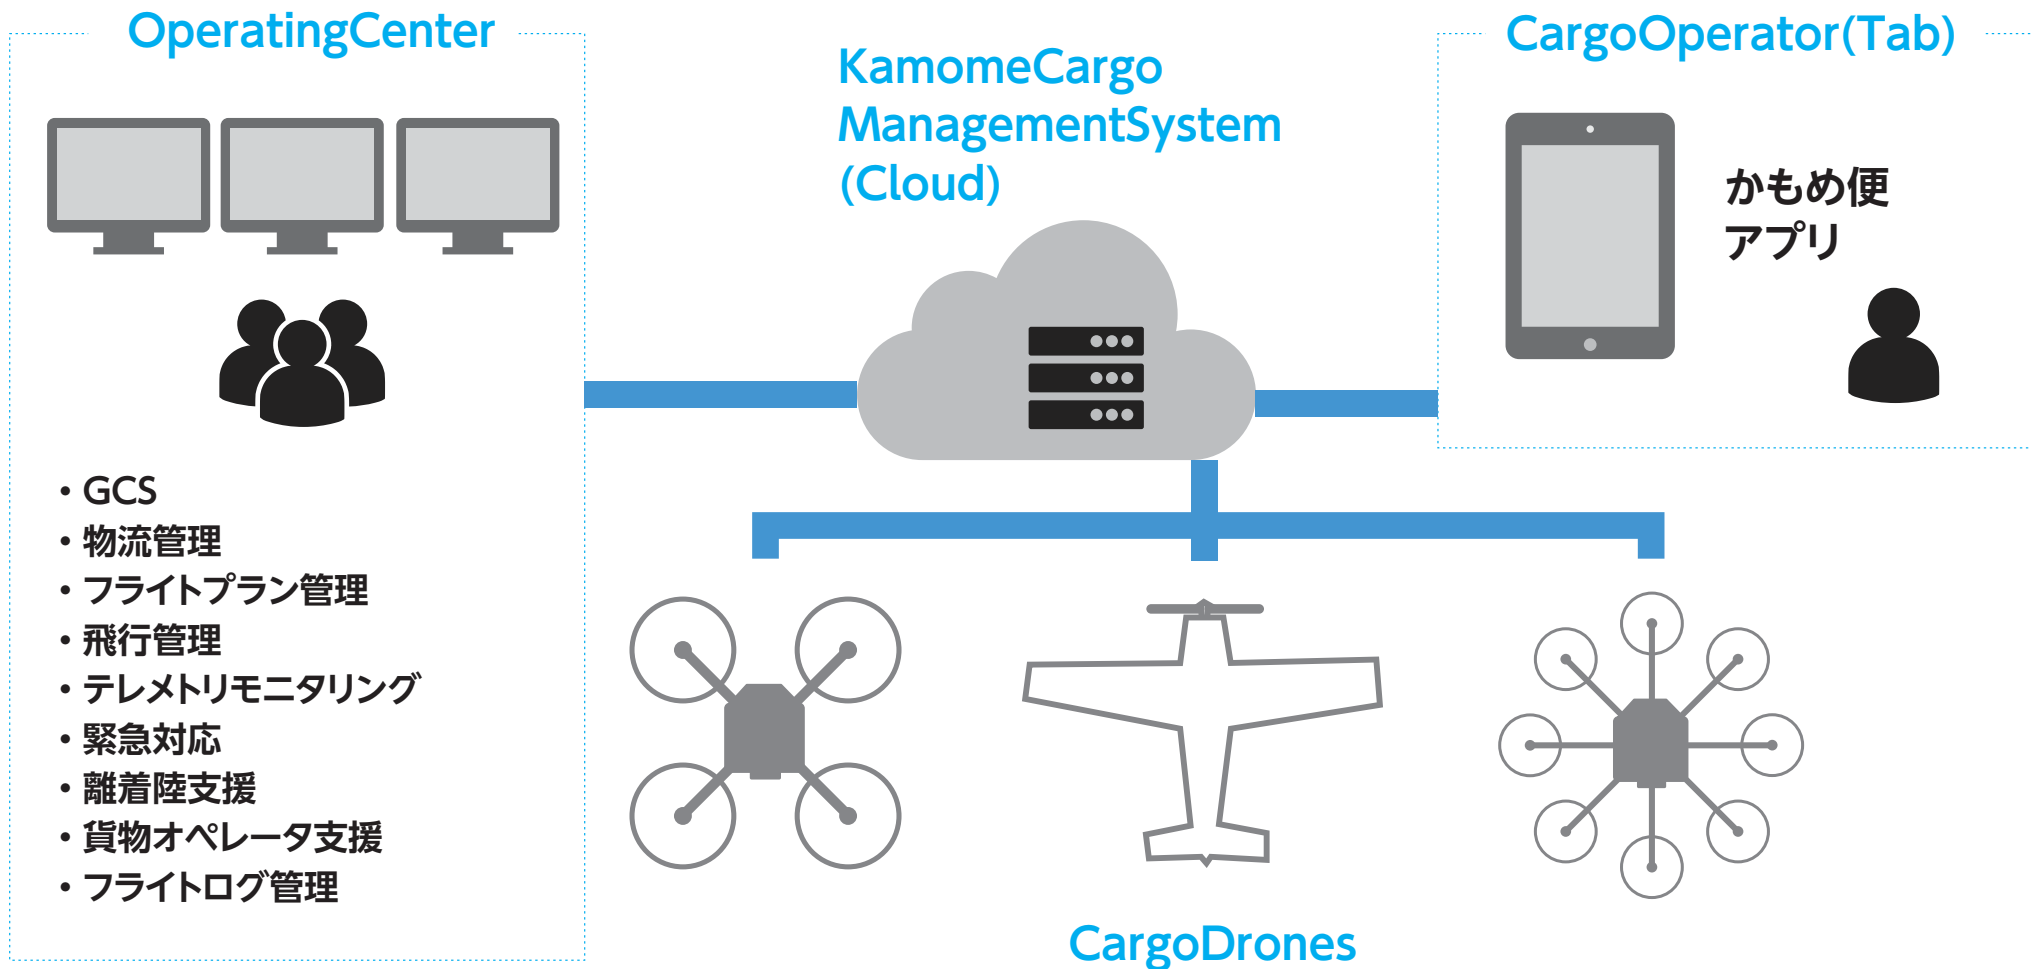 OperatingCenter
・GCS
・物流管理
・フライトプラン管理
・飛行管理
・テレメトリモニタリング
・緊急対応
・離着陸支援
・貨物オペレータ支援
・フライトログ管理
KamomeCargo
ManagementSystem
(Cloud)
CargoOperator(Tab)
かもめ便
アプリ
CargoDrones